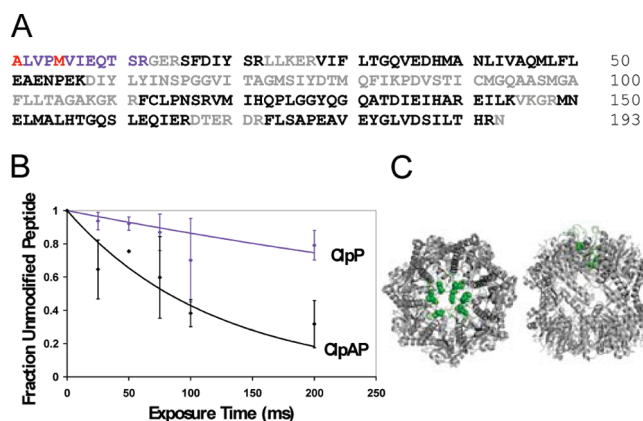 A
ALVPMVIEQT SRGERSFDIY SRLLKERVIF LTGQVEDHMA NLIVAQMLFL 50
EAENPEKDIY LYINSPGGVI TAGMSIYDTM QFIKPDVSTI CMGQAASMGA 100
FLLTAGAKGK RFCLPNSRVM IHQPLGGYQG QATDIEIHAR EILKVKGRMN 150
ELMALHTGQS LEQIERDTER DRFLSAPEAV EYGLVDSILT HRN 193
B
Fraction Unmodified Peptide
1
0.8
0.6
0.4
0.2
0
ClpP
ClpAP
0 50 100 150 200 250
Exposure Time (ms)
C